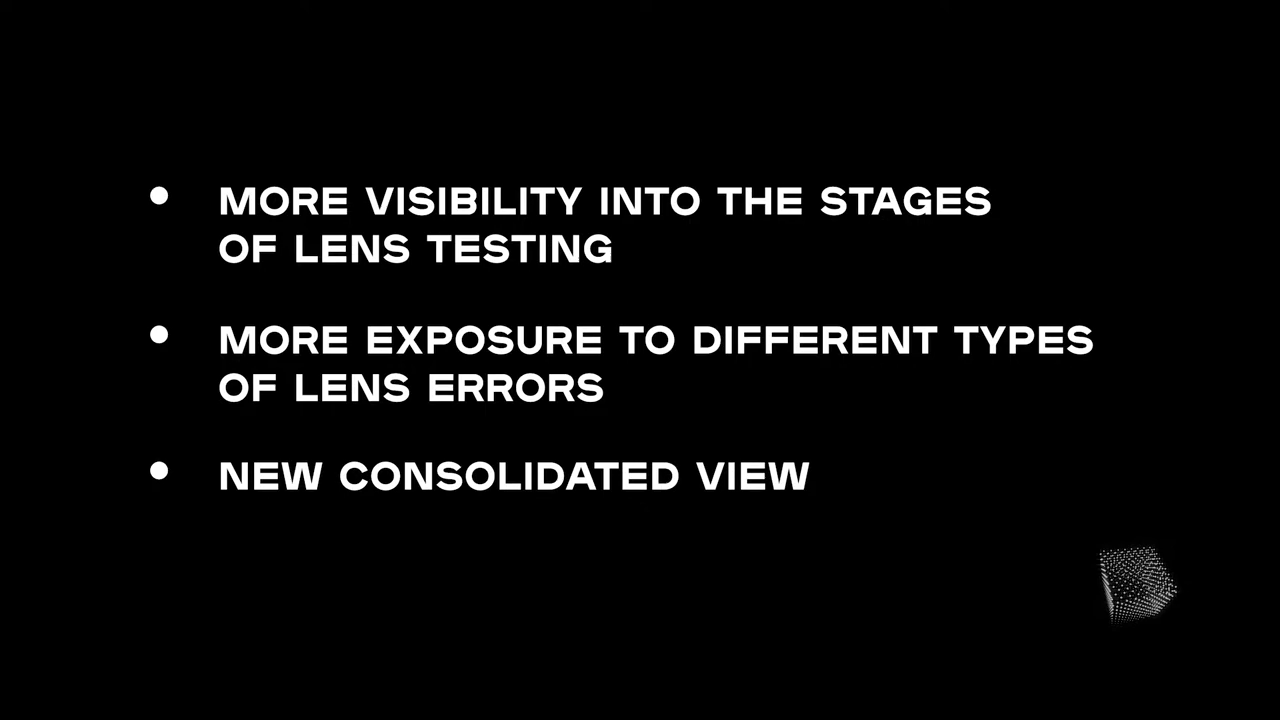 • MORE VISIBILITY INTO THE STAGES
OF LENS TESTING
• MORE EXPOSURE TO DIFFERENT TYPES
OF LENS ERRORS
• NEW CONSOLIDATED VIEW